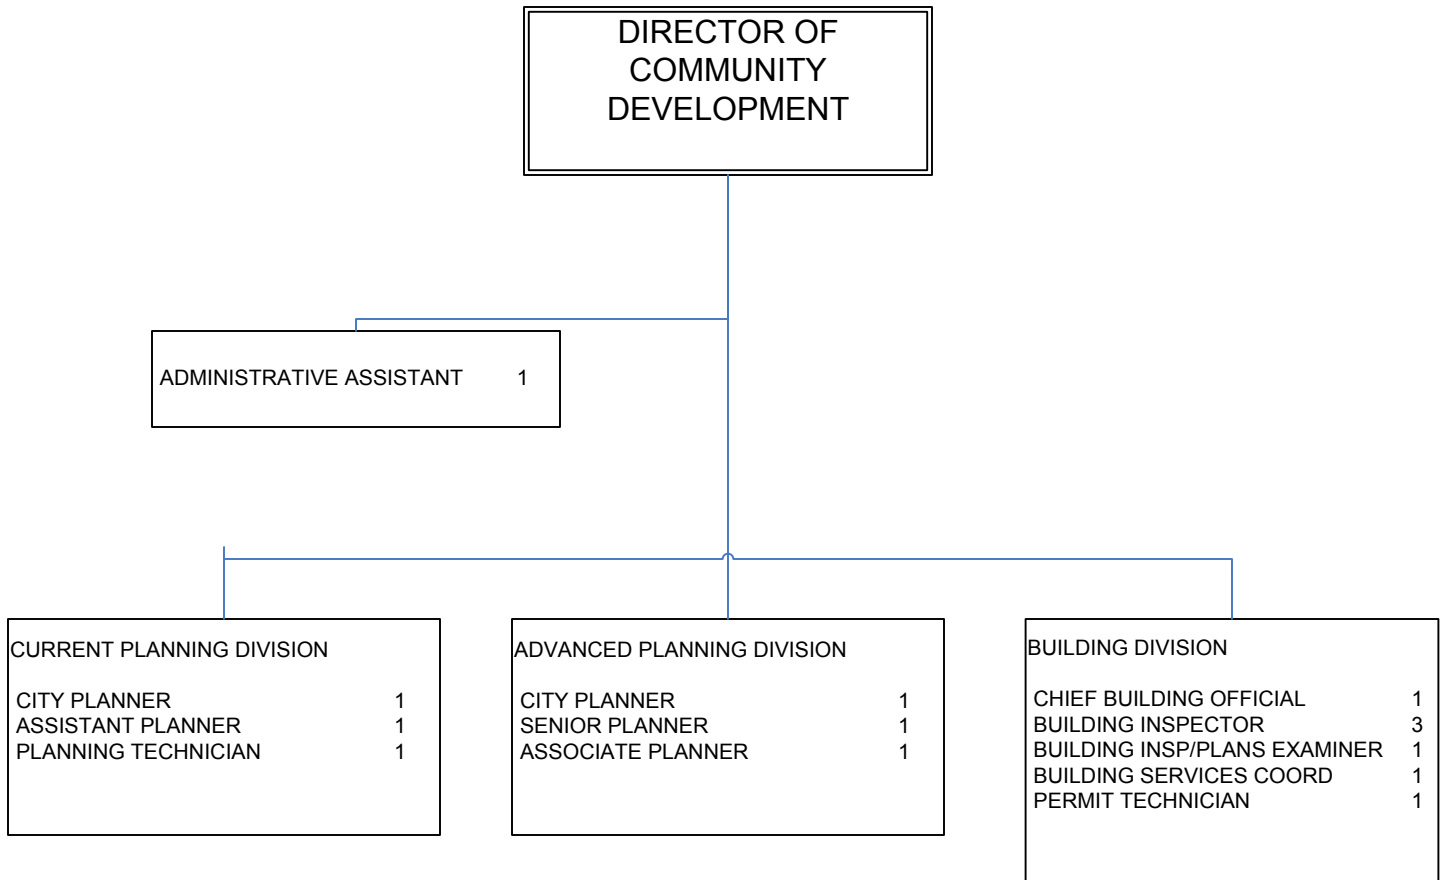 DIRECTOR OF
COMMUNITY
DEVELOPMENT
ADMINISTRATIVE ASSISTANT 1
CURRENT PLANNING DIVISION
CITY PLANNER 1
ASSISTANT PLANNER 1
PLANNING TECHNICIAN 1
ADVANCED PLANNING DIVISION
CITY PLANNER 1
SENIOR PLANNER 1
ASSOCIATE PLANNER 1
BUILDING DIVISION
CHIEF BUILDING OFFICIAL 1
BUILDING INSPECTOR 3
BUILDING INSP/PLANS EXAMINER 1
BUILDING SERVICES COORD 1
PERMIT TECHNICIAN 1